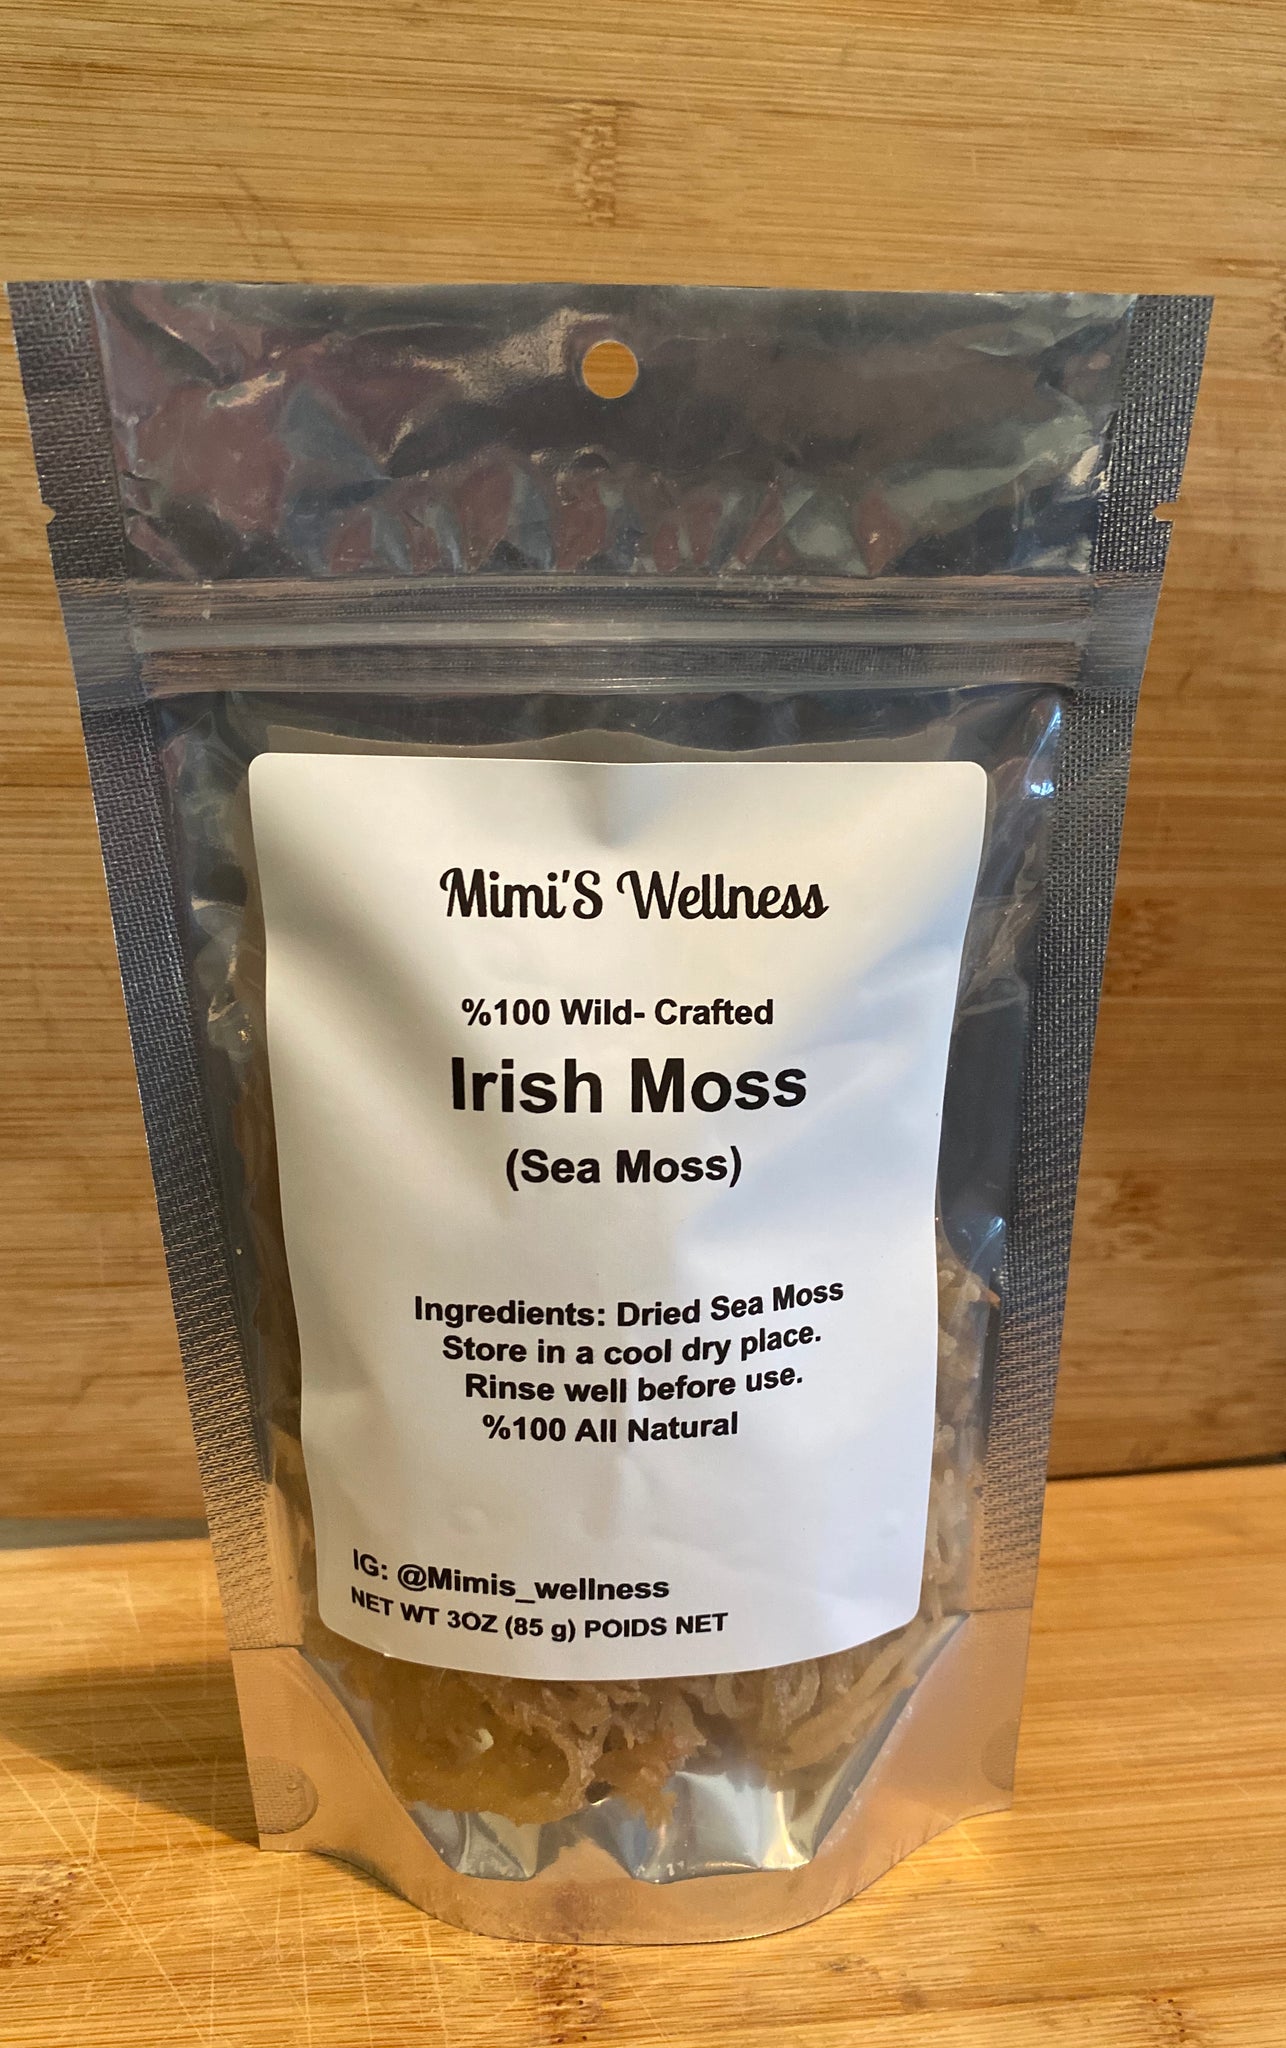 Mimi'S Wellness
%100 Wild- Crafted
Irish Moss
(Sea Moss)
Ingredients: Dried Sea Moss
Store in a cool dry place.
Rinse well before use.
%100 All Natural
IG: @Mimis_wellness
NET WT 3OZ (85 g) POIDS NET